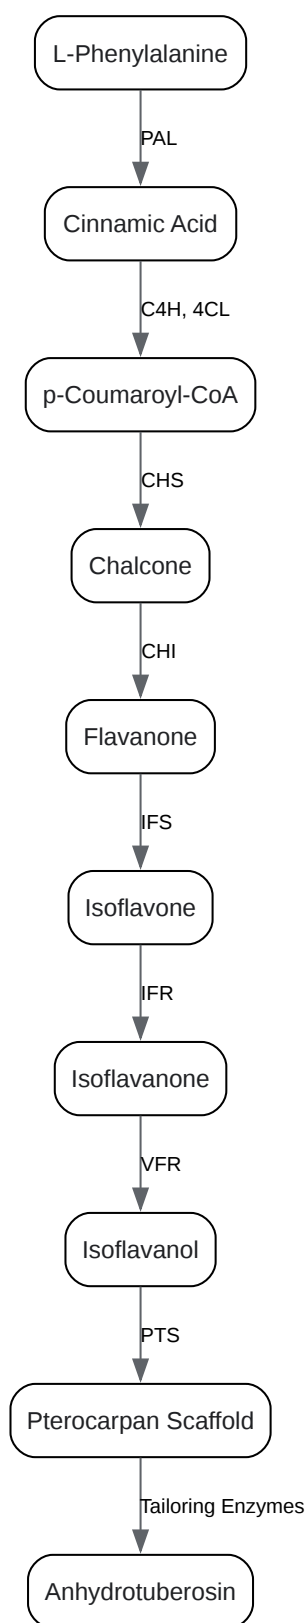 L-Phenylalanine
PAL
Cinnamic Acid
C4H, 4CL
p-Coumaroyl-CoA
CHS
Chalcone
CHI
Flavanone
IFS
Isoflavone
IFR
Isoflavanone
VFR
Isoflavanol
PTS
Pterocarpan Scaffold
Tailoring Enzymes
Anhydrotuberosin